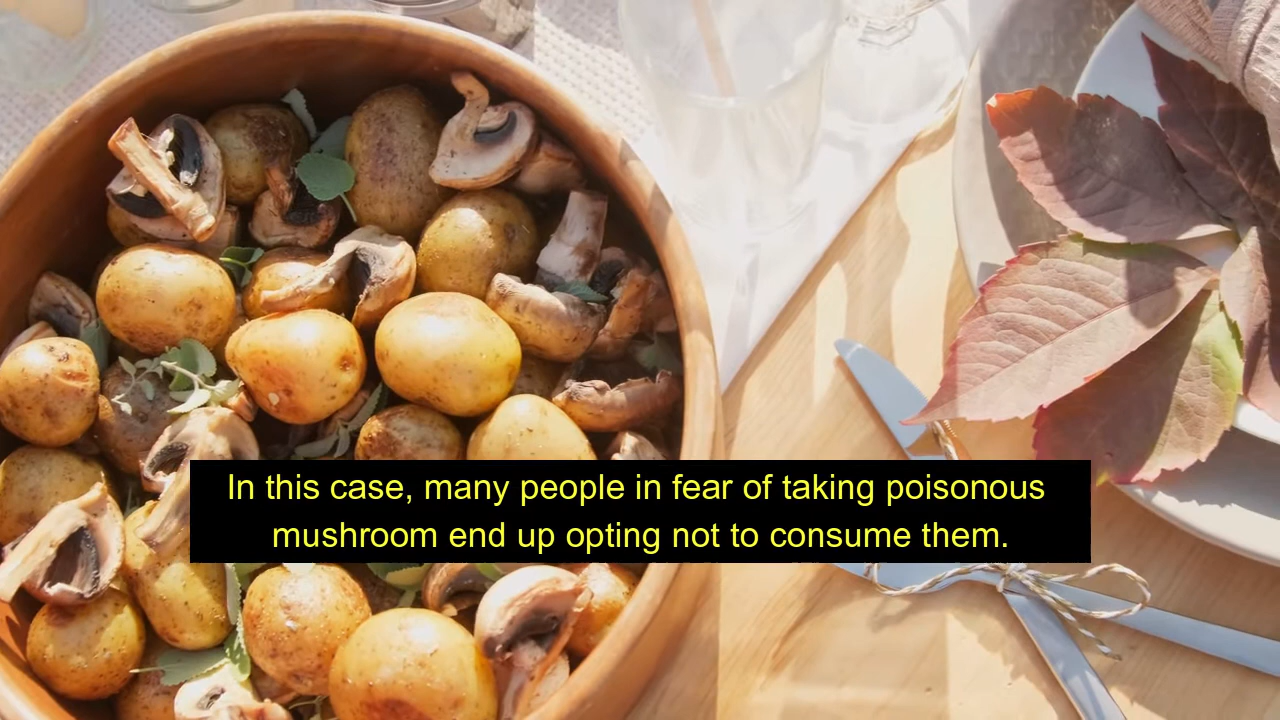 In this case, many people in fear of taking poisonous
mushroom end up opting not to consume them.